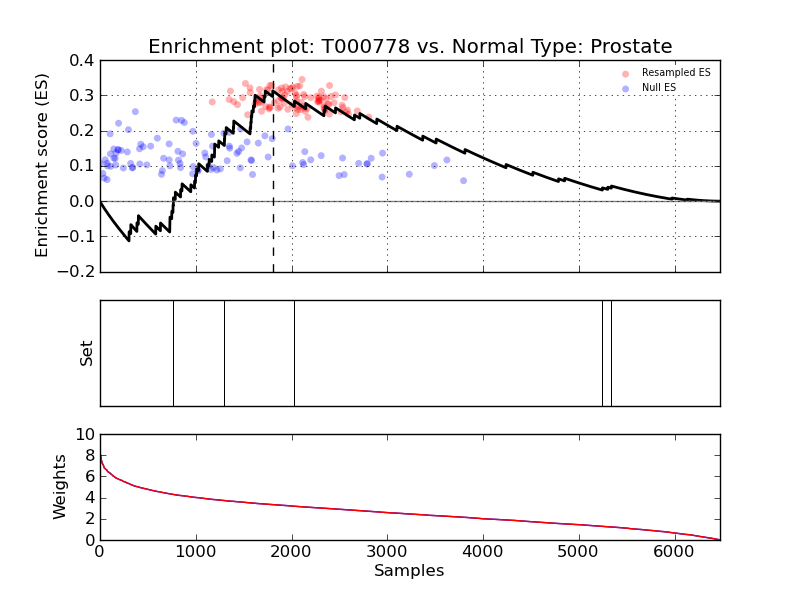 Enrichment plot: T000778 vs. Normal Type: Prostate
Enrichment score (ES)
0.4
0.3
0.2
0.1
0.0
−0.1
−0.2
Resampled ES
Null ES
Set
Weights
10
8
6
4
2
0
0
1000
2000
3000
4000
5000
6000
Samples